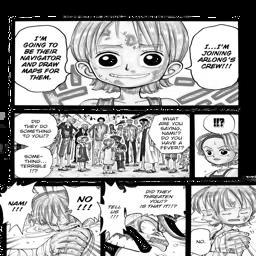 I'M
GOING TO
BE THEIR
NAVIGATOR
AND DRAW
MAPS FOR
THEM.
I...I'M
JOINING
ARLONG'S
CREW!!!
DID
THEY DO
SOMETHING
TO YOU!?
SOME-
THING...
TERRIBLE
!?
WHAT
ARE YOU
SAYING,
NAMI!?
DO YOU
HAVE A
FEVER!?
!!?
NAMI
!!!
NO
!!!
TELL
US
!!!
DID THEY
THREATEN
YOU!?
IS THAT IT!?
NO.